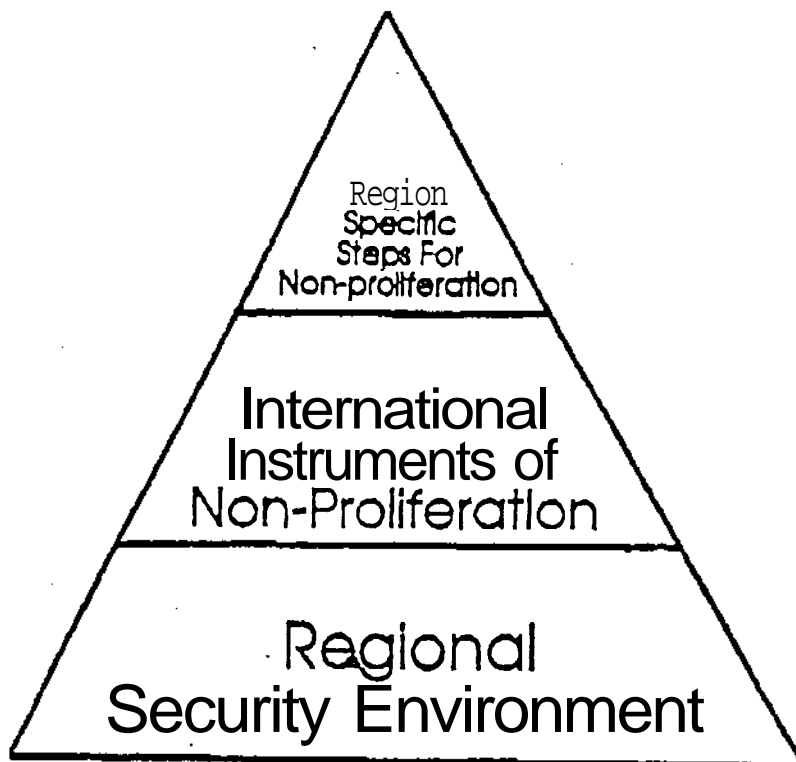 Region
Specific
Steps For
Non-proliferation
International
Instruments of
Non-Proliferation
Regional
Security Environment